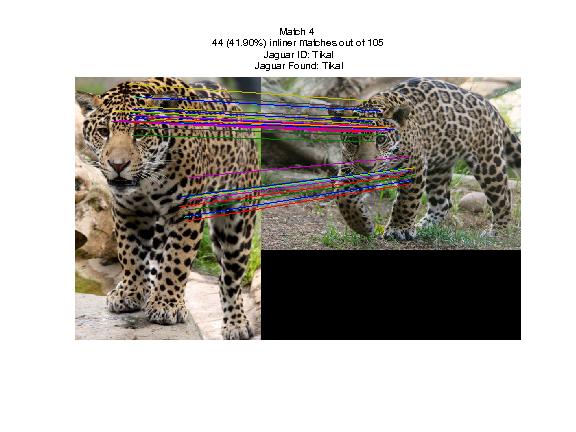 Match 4
44 (41.90%) inliner matches out of 105
Jaguar ID: Tikal
Jaguar Found: Tikal